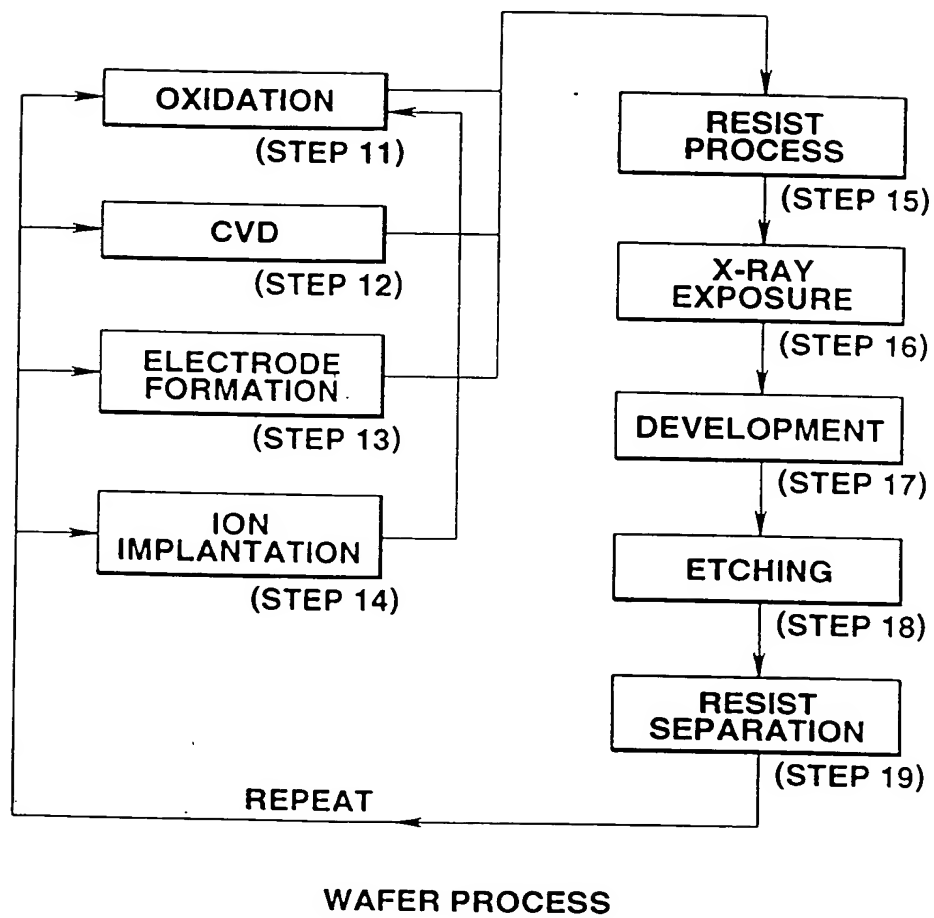 OXIDATION
(STEP 11)
CVD
(STEP 12)
ELECTRODE
FORMATION
(STEP 13)
ION
IMPLANTATION
(STEP 14)
RESIST
PROCESS
(STEP 15)
X-RAY
EXPOSURE
(STEP 16)
DEVELOPMENT
(STEP 17)
ETCHING
(STEP 18)
RESIST
SEPARATION
(STEP 19)
REPEAT
WAFER PROCESS